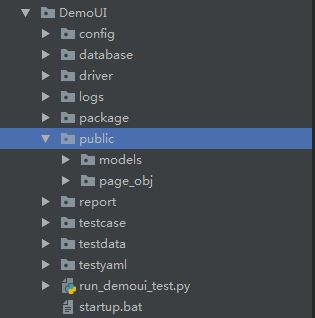 DemoUI
config
database
driver
logs
package
public
models
page_obj
report
testcase
testdata
testyaml
run_demoui_test.py
startup.bat